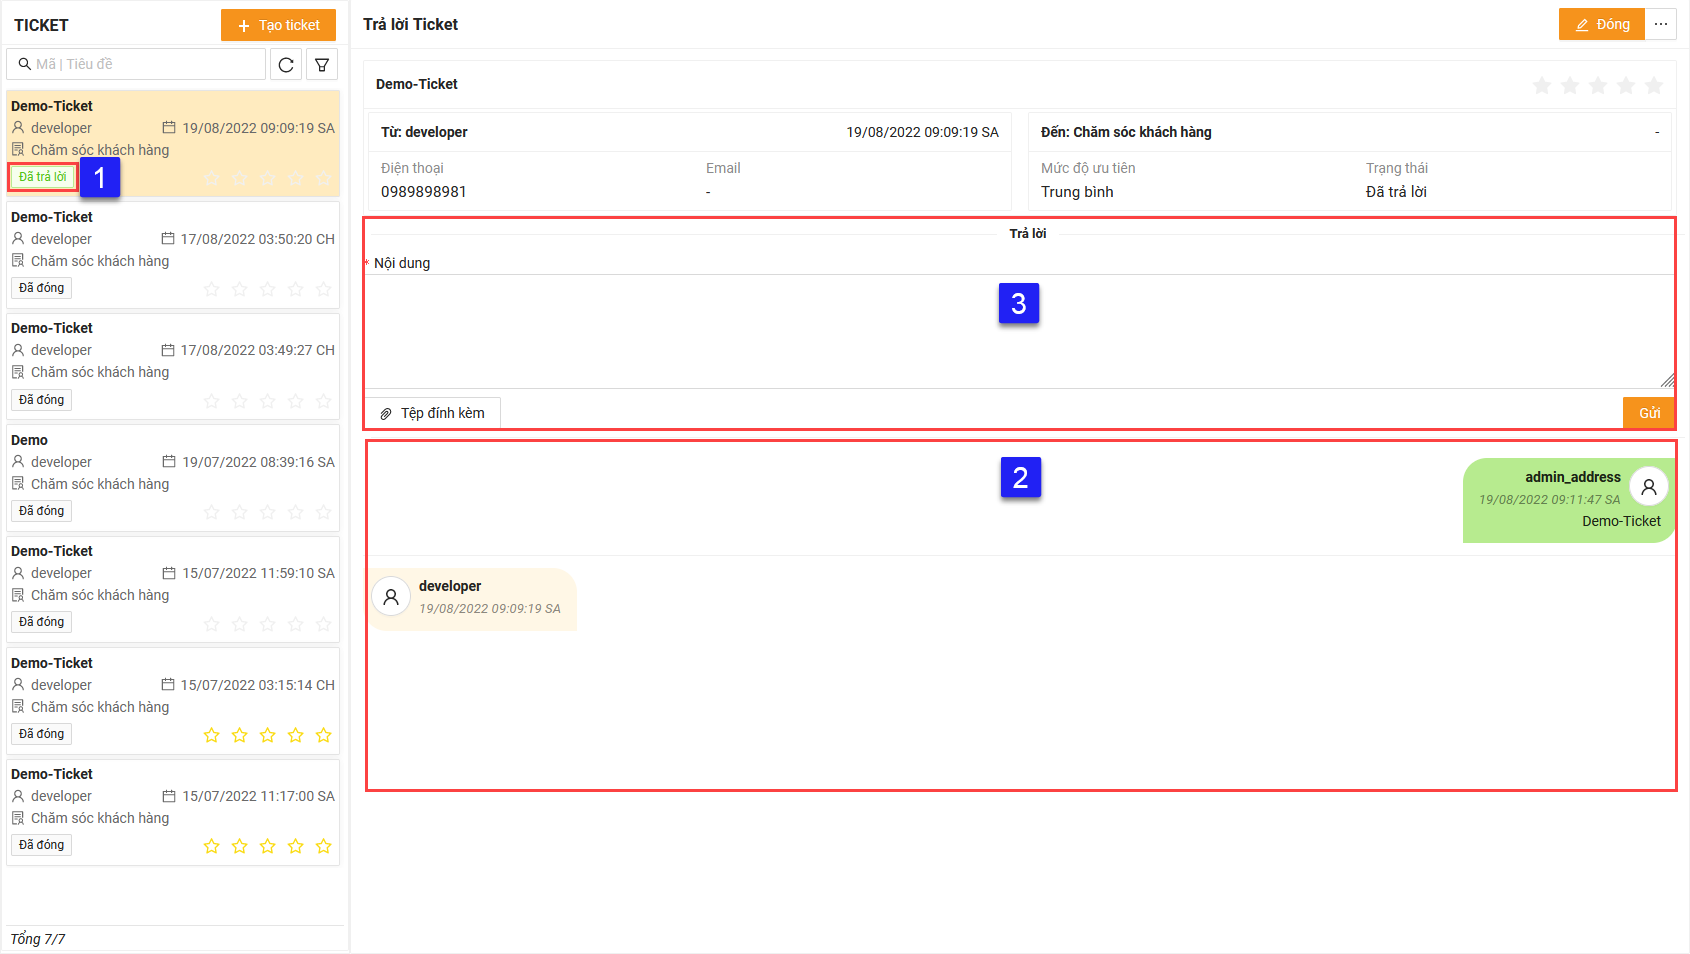 TICKET
Tạo ticket
Mã | Tiêu đề
Demo-Ticket
developer 19/08/2022 09:09:19 SA
Chăm sóc khách hàng
Đã trả lời 1
Demo-Ticket
developer 17/08/2022 03:50:20 CH
Chăm sóc khách hàng
Đã đóng
Demo-Ticket
developer 17/08/2022 03:49:27 CH
Chăm sóc khách hàng
Đã đóng
Demo
developer 19/07/2022 08:39:16 SA
Chăm sóc khách hàng
Đã đóng
Demo-Ticket
developer 15/07/2022 11:59:10 SA
Chăm sóc khách hàng
Đã đóng
Demo-Ticket
developer 15/07/2022 03:15:14 CH
Chăm sóc khách hàng
Đã đóng
Demo-Ticket
developer 15/07/2022 11:17:00 SA
Chăm sóc khách hàng
Đã đóng
Tổng 7/7
Trả lời Ticket
Đóng
Demo-Ticket
Từ: developer 19/08/2022 09:09:19 SA
Điện thoại Email
0989898981 -
Đến: Chăm sóc khách hàng -
Mức độ ưu tiên Trạng thái
Trung bình Đã trả lời
Trả lời
* Nội dung
3
Tệp đính kèm Gửi
2
admin_address
19/08/2022 09:11:47 SA
Demo-Ticket
developer
19/08/2022 09:09:19 SA